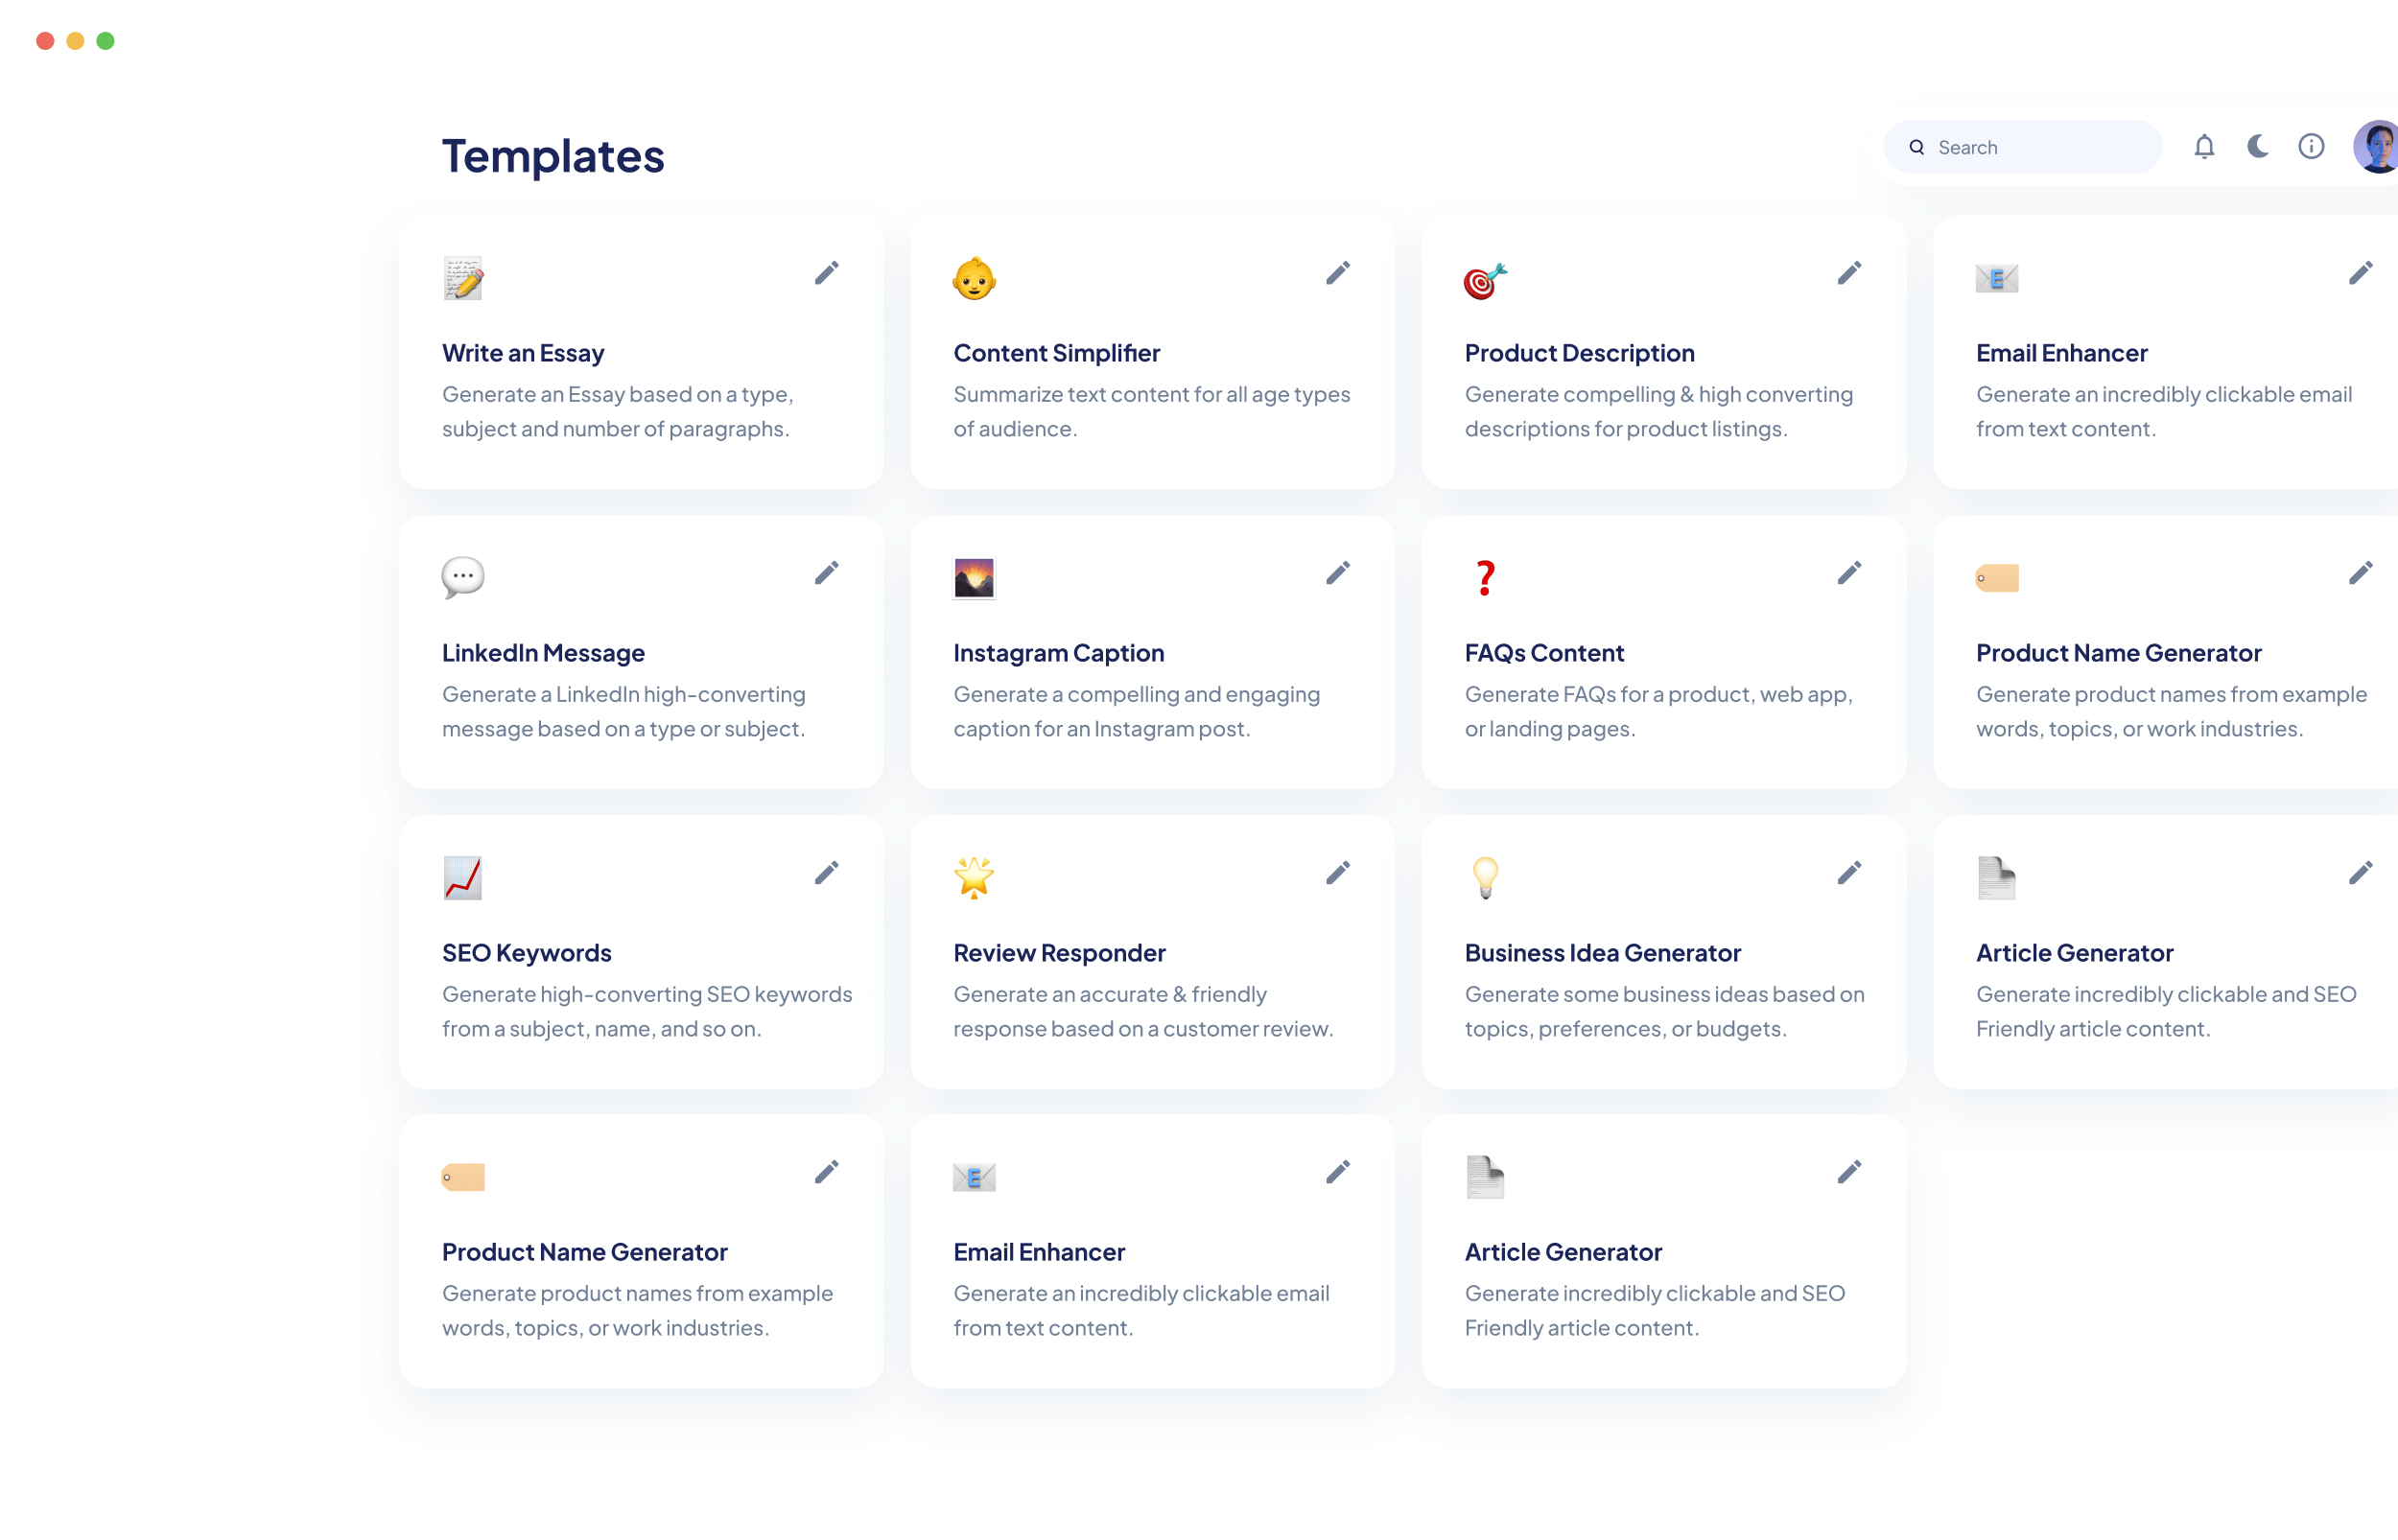 Templates
Search
Write an Essay
Generate an Essay based on a type,
subject and number of paragraphs.
Content Simplifier
Summarize text content for all age types
of audience.
Product Description
Generate compelling & high converting
descriptions for product listings.
Email Enhancer
Generate an incredibly clickable email
from text content.
LinkedIn Message
Generate a LinkedIn high-converting
message based on a type or subject.
Instagram Caption
Generate a compelling and engaging
caption for an Instagram post.
FAQs Content
Generate FAQs for a product, web app,
or landing pages.
Product Name Generator
Generate product names from example
words, topics, or work industries.
SEO Keywords
Generate high-converting SEO keywords
from a subject, name, and so on.
Review Responder
Generate an accurate & friendly
response based on a customer review.
Business Idea Generator
Generate some business ideas based on
topics, preferences, or budgets.
Article Generator
Generate incredibly clickable and SEO
Friendly article content.
Product Name Generator
Generate product names from example
words, topics, or work industries.
Email Enhancer
Generate an incredibly clickable email
from text content.
Article Generator
Generate incredibly clickable and SEO
Friendly article content.